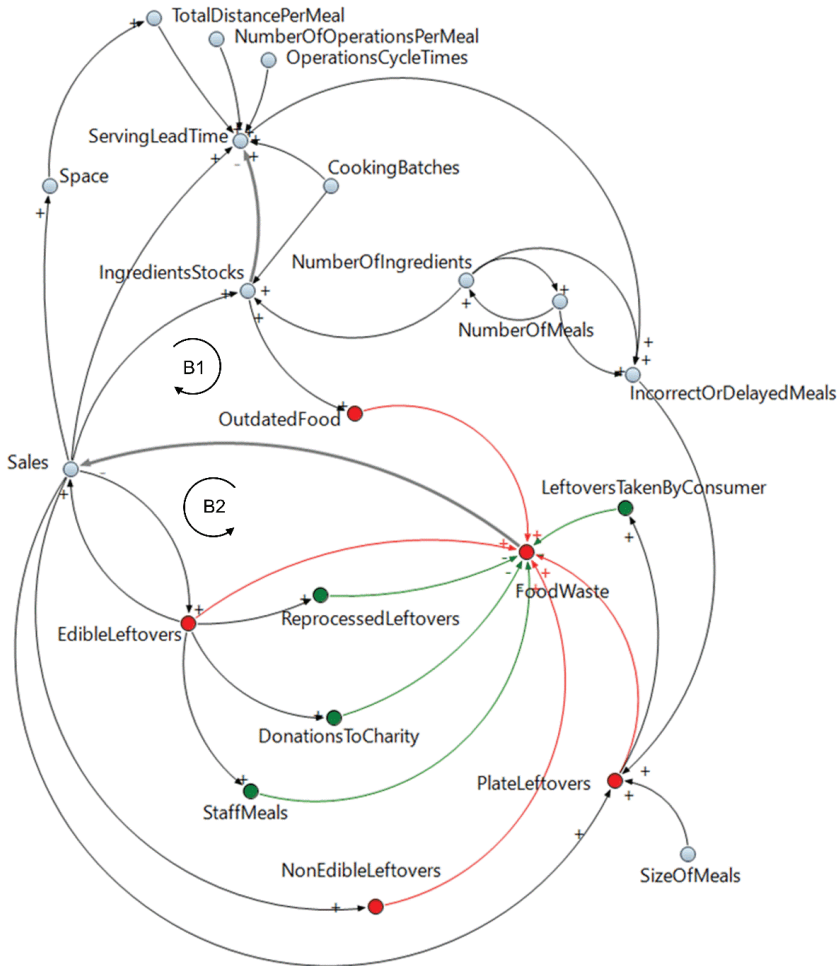 TotalDistancePerMeal
NumberOfOperationsPerMeal
OperationsCycleTimes
ServingLeadTime
CookingBatches
Space
NumberOfIngredients
IngredientsStocks
NumberOfMeals
B1
IncorrectOrDelayedMeals
OutdatedFood
Sales
LeftoversTakenByConsumer
B2
FoodWaste
ReprocessedLeftovers
EdibleLeftovers
DonationsToCharity
PlateLeftovers
StaffMeals
NonEdibleLeftovers
SizeOfMeals